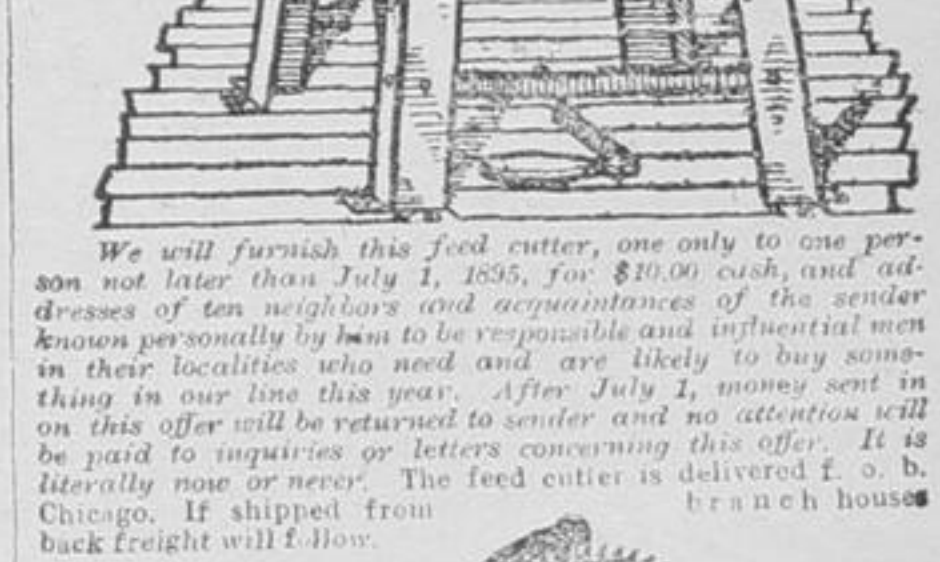 We will furnish this feed cutter, one only to one per-
son not later than July 1, 1895, for $10.00 cash, and ad-
dresses of ten neighbors and acquaintances of the sender
known personally by him to be responsible and influential men
in their localities who need and are likely to buy some-
thing in our line this year. After July 1, money sent in
on this offer will be returned to sender and no attention will
be paid to inquiries or letters concerning this offer. It is
literally now or never. The feed cutter is delivered f. o. b.
Chicago. If shipped from branch houses
back freight will follow.